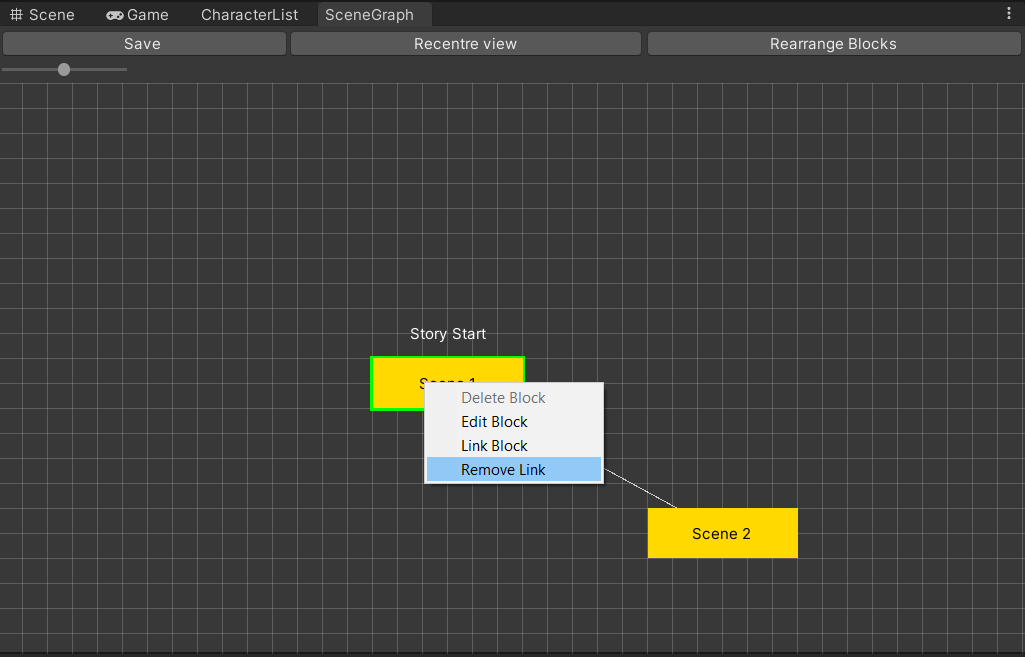 Scene Game CharacterList SceneGraph
Save Recentre view Rearrange Blocks
Story Start
Scene 1
Delete Block
Edit Block
Link Block
Remove Link
Scene 2